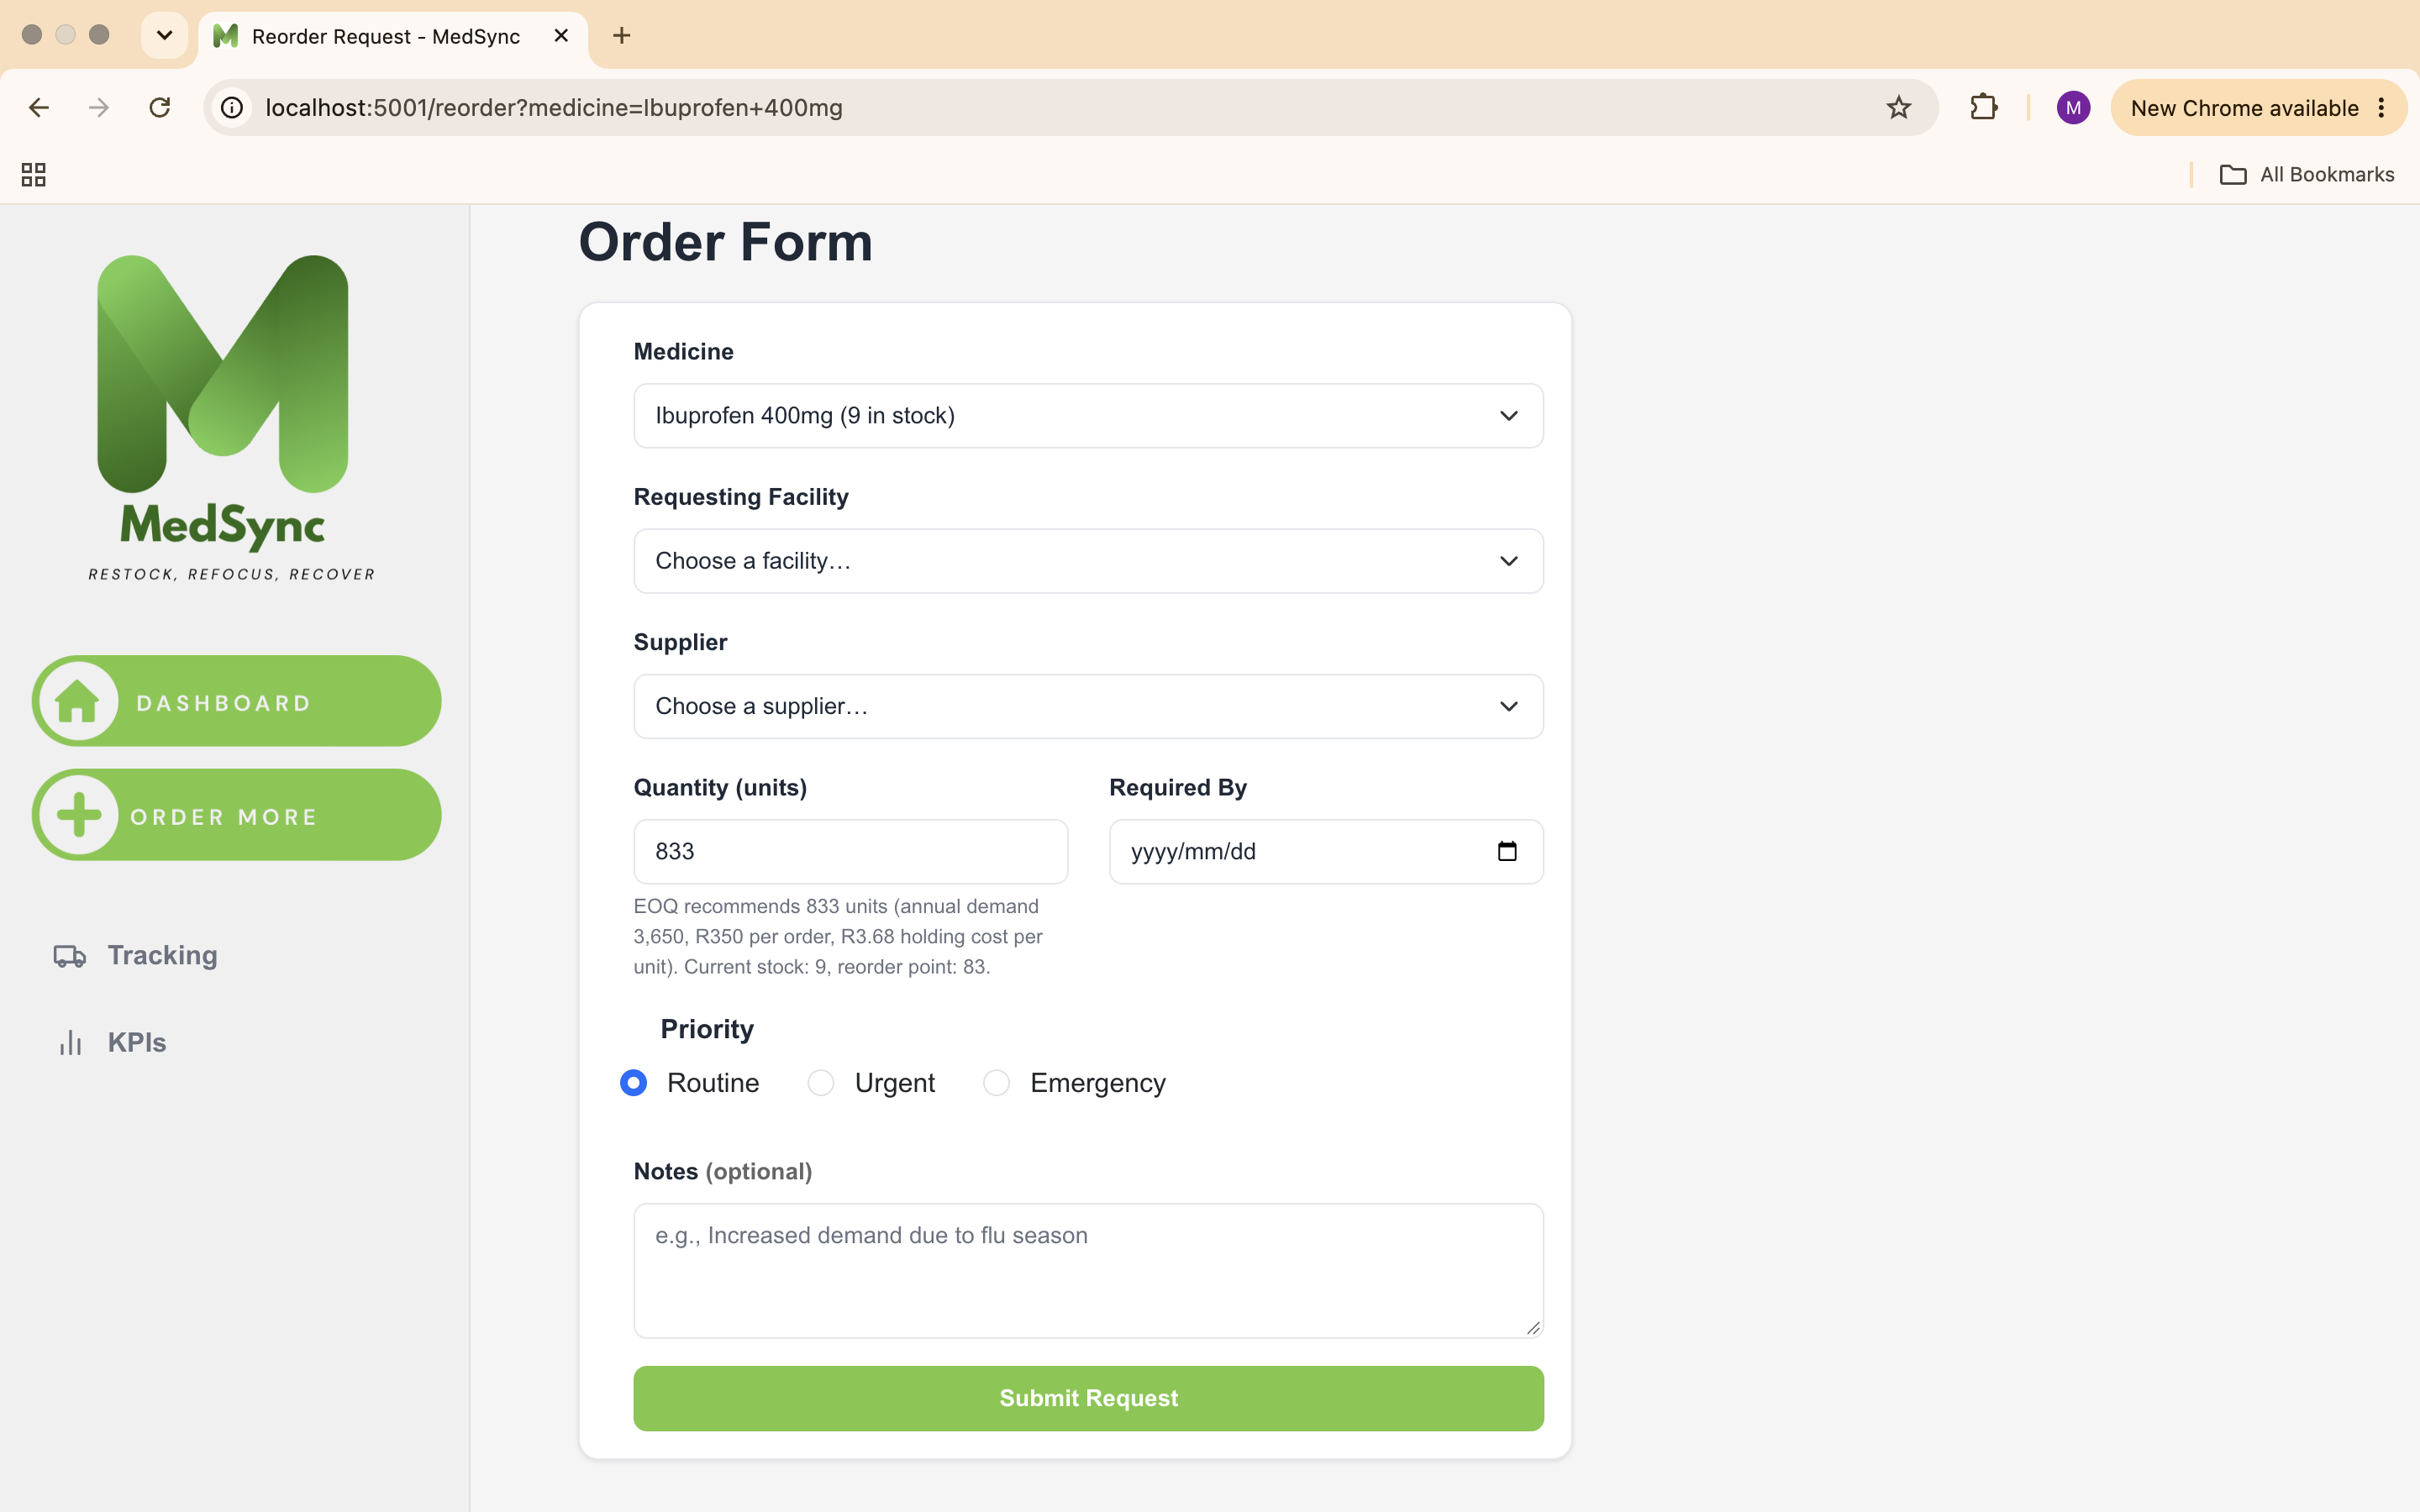 Reorder Request - MedSync
localhost:5001/reorder?medicine=Ibuprofen+400mg
M
New Chrome available
All Bookmarks
MedSync
RESTOCK, REFOCUS, RECOVER
DASHBOARD
ORDER MORE
Tracking
KPIs
Order Form
Medicine
Ibuprofen 400mg (9 in stock)
Requesting Facility
Choose a facility…
Supplier
Choose a supplier…
Quantity (units)
833
EOQ recommends 833 units (annual demand
3,650, R350 per order, R3.68 holding cost per
unit). Current stock: 9, reorder point: 83.
Required By
yyyy/mm/dd
Priority
Routine
Urgent
Emergency
Notes (optional)
e.g., Increased demand due to flu season
Submit Request